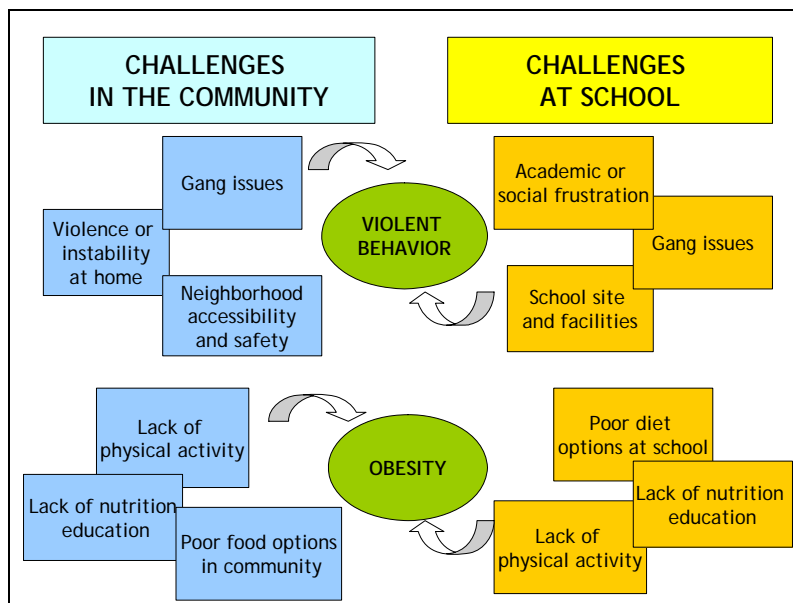 CHALLENGES
IN THE COMMUNITY
CHALLENGES
AT SCHOOL
Gang issues
Violence or
instability
at home
Neighborhood
accessibility
and safety
VIOLENT
BEHAVIOR
Academic or
social frustration
Gang issues
School site
and facilities
Lack of
physical activity
Lack of nutrition
education
Poor food options
in community
OBESITY
Poor diet
options at school
Lack of nutrition
education
Lack of
physical activity